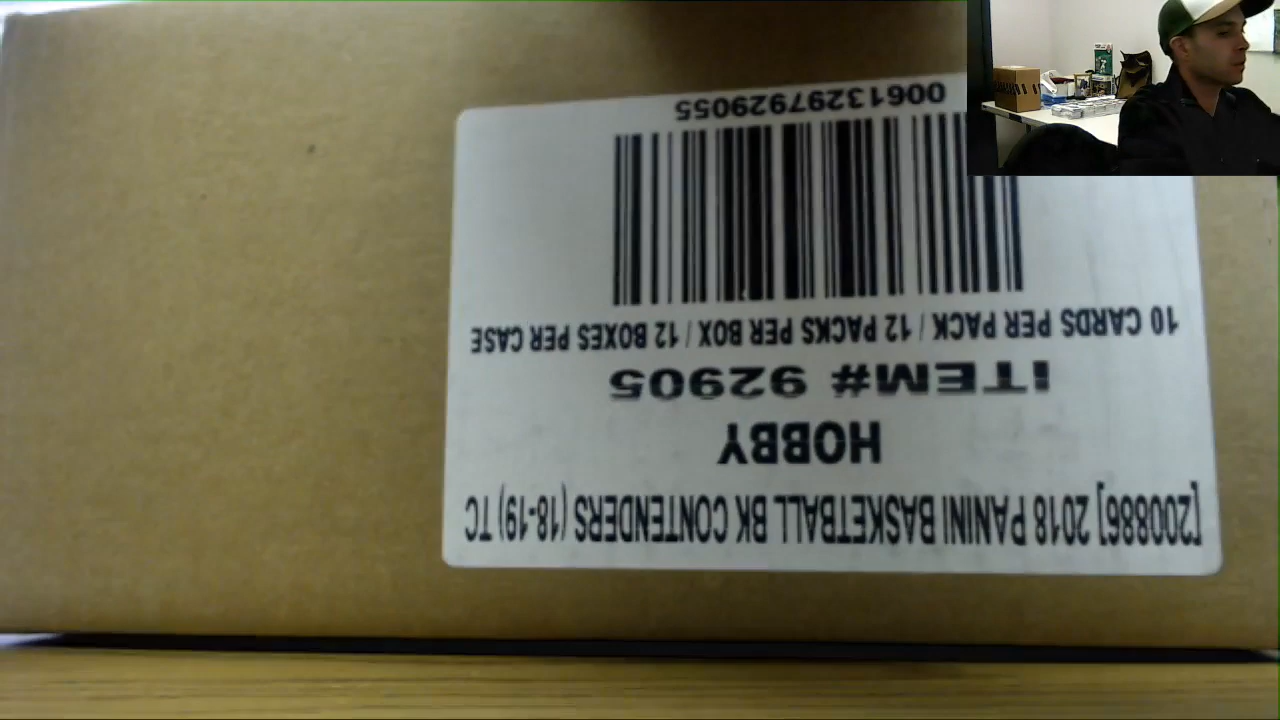 [200886] 2018 PANINI BASKETBALL BK CONTENDERS (18-19) TC
HOBBY
ITEM# 92905
10 CARDS PER PACK / 12 PACKS PER BOX / 12 BOXES PER CASE
00613297929055